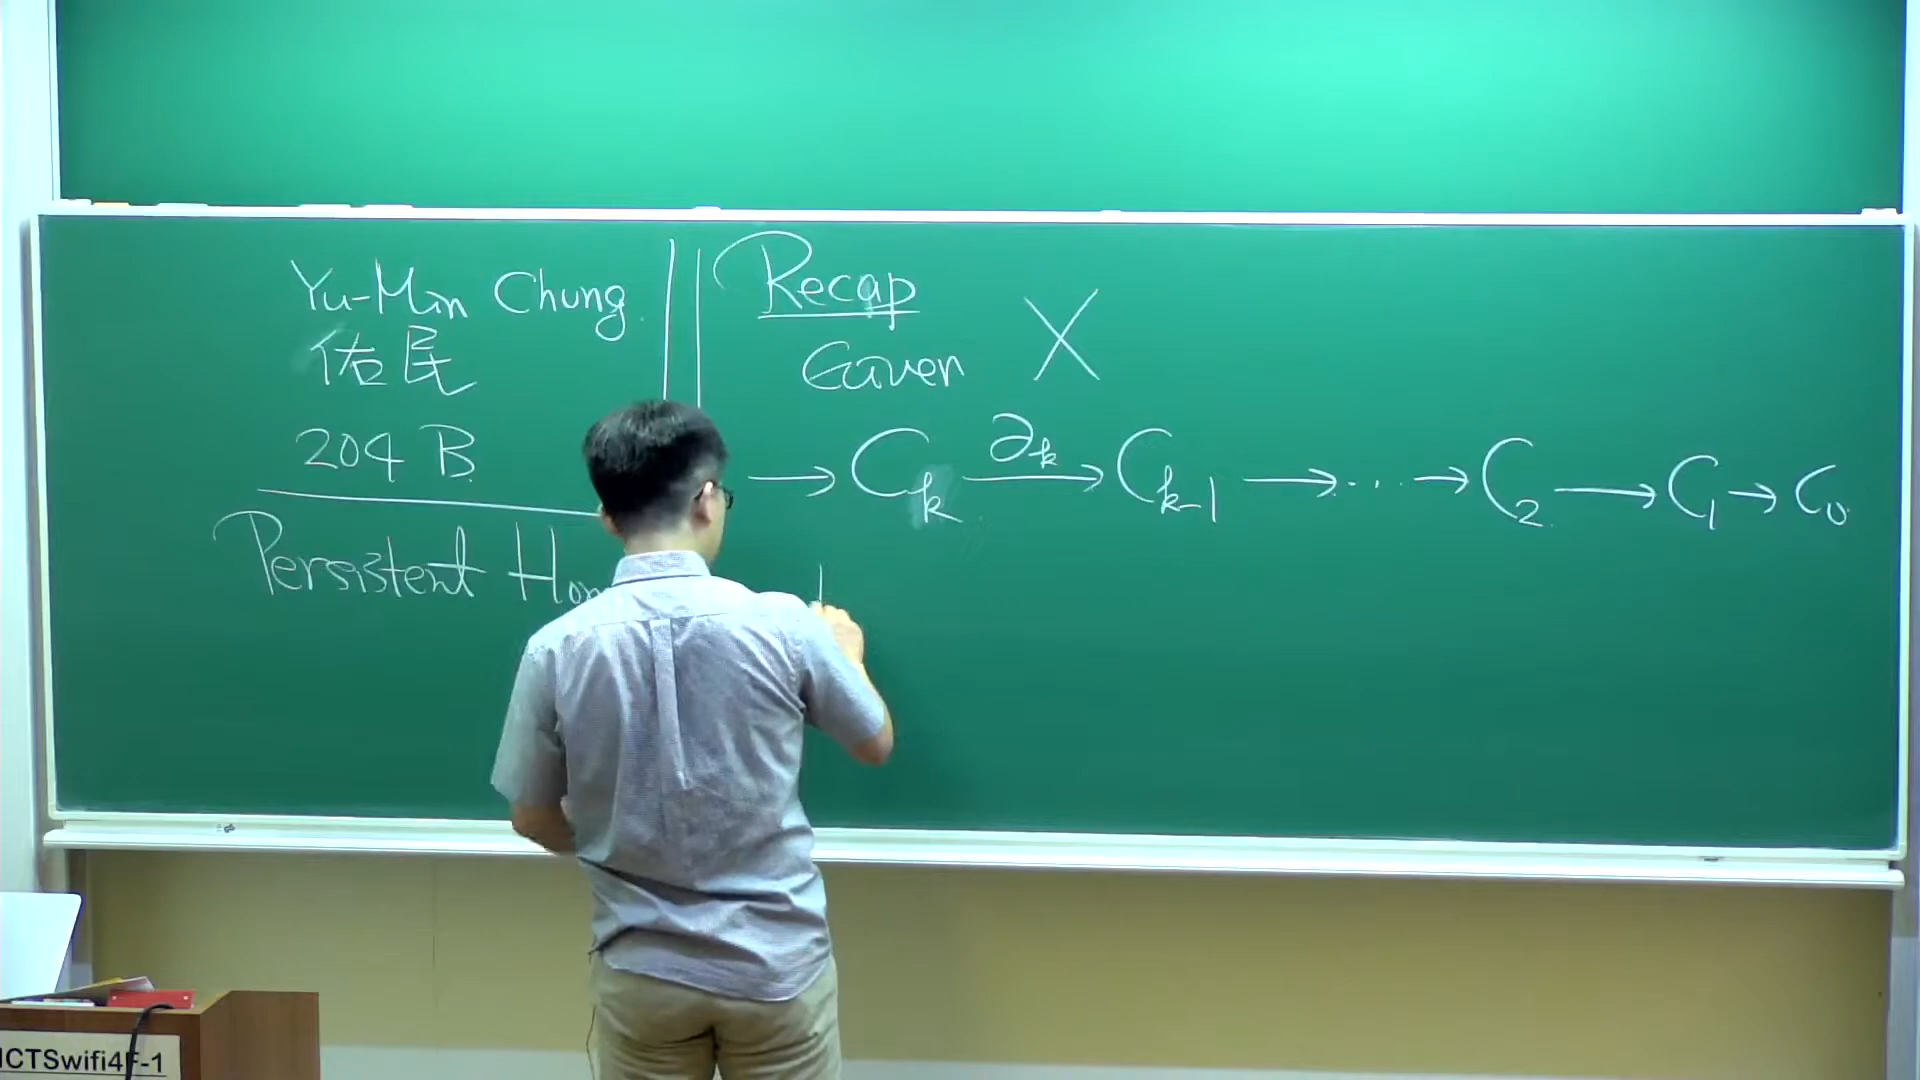 Yu-Min Chung
佑民
204 B
Persistent Hom
Recap
Given X
→ C_k ∂_k→ C_{k-1} → ... → C_2 → C_1 → C_0
ICTSwifi4F-1